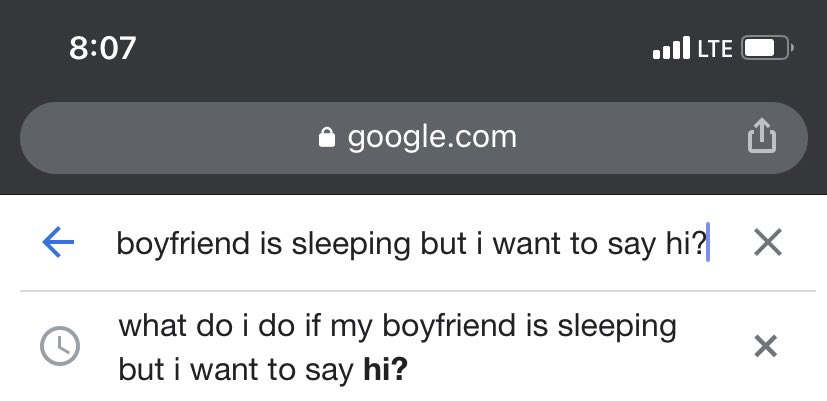 8:07 LTE
google.com
boyfriend is sleeping but i want to say hi?
what do i do if my boyfriend is sleeping
but i want to say hi?